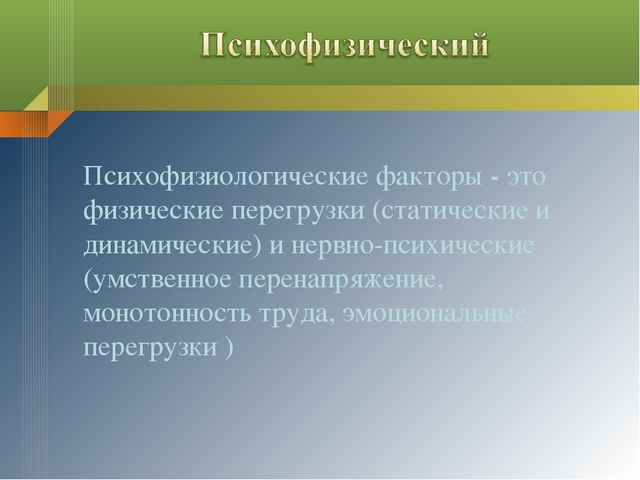 Психофизический
Психофизиологические факторы - это
физические перегрузки (статические и
динамические) и нервно-психические
(умственное перенапряжение,
монотонность труда, эмоциональные
перегрузки )